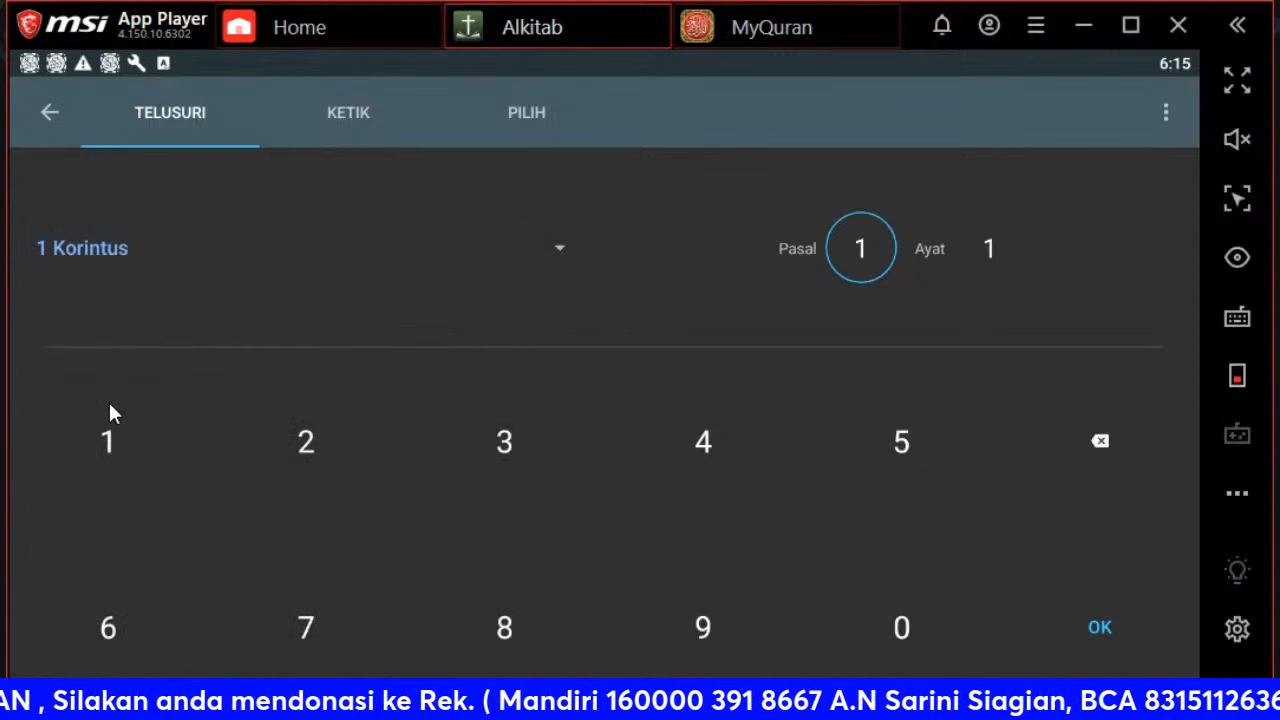 msi App Player
4.150.10.6302
Home
Alkitab
MyQuran
6:15
TELUSURI KETIK PILIH
1 Korintus Pasal 1 Ayat 1
1 2 3 4 5
6 7 8 9 0 OK
AN , Silakan anda mendonasi ke Rek. ( Mandiri 160000 391 8667 A.N Sarini Siagian, BCA 8315112636